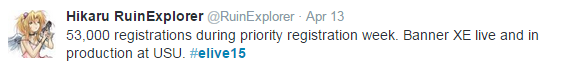 Hikaru RuinExplorer @RuinExplorer · Apr 13
53,000 registrations during priority registration week. Banner XE live and in
production at USU. #elive15